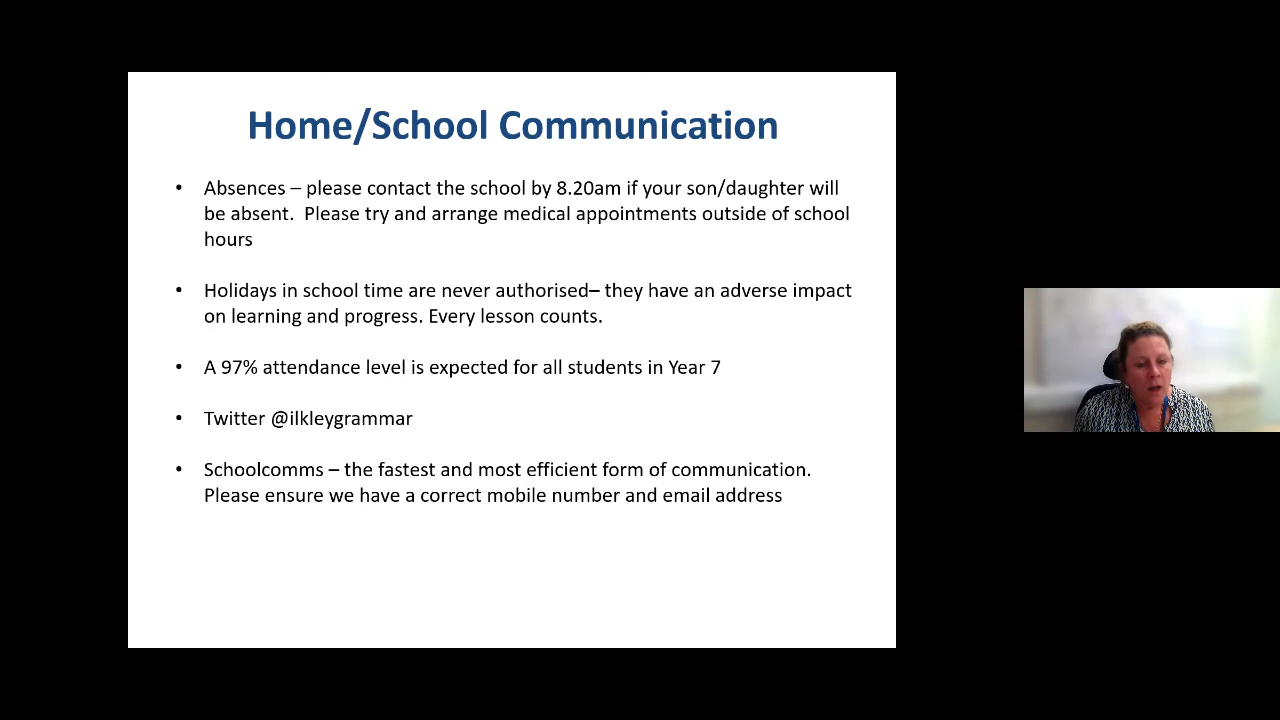 Home/School Communication
• Absences – please contact the school by 8.20am if your son/daughter will
be absent.  Please try and arrange medical appointments outside of school
hours
• Holidays in school time are never authorised– they have an adverse impact
on learning and progress. Every lesson counts.
• A 97% attendance level is expected for all students in Year 7
• Twitter @ilkleygrammar
• Schoolcomms – the fastest and most efficient form of communication.
Please ensure we have a correct mobile number and email address